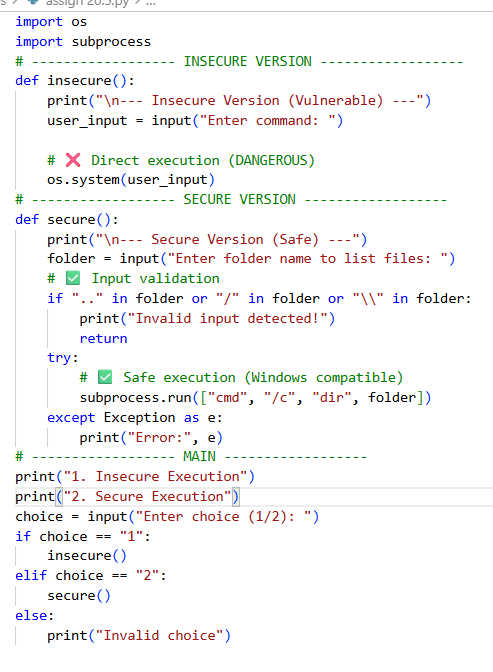 s > assign 20.5.py > ...
import os
import subprocess
# ----------------- INSECURE VERSION -----------------
def insecure():
    print("\n--- Insecure Version (Vulnerable) ---")
    user_input = input("Enter command: ")
    # ❌ Direct execution (DANGEROUS)
    os.system(user_input)
# ----------------- SECURE VERSION -----------------
def secure():
    print("\n--- Secure Version (Safe) ---")
    folder = input("Enter folder name to list files: ")
    # ✅ Input validation
    if ".." in folder or "/" in folder or "\\" in folder:
        print("Invalid input detected!")
        return
    try:
        # ✅ Safe execution (Windows compatible)
        subprocess.run(["cmd", "/c", "dir", folder])
    except Exception as e:
        print("Error:", e)
# ----------------- MAIN -----------------
print("1. Insecure Execution")
print("2. Secure Execution")
choice = input("Enter choice (1/2): ")
if choice == "1":
    insecure()
elif choice == "2":
    secure()
else:
    print("Invalid choice")